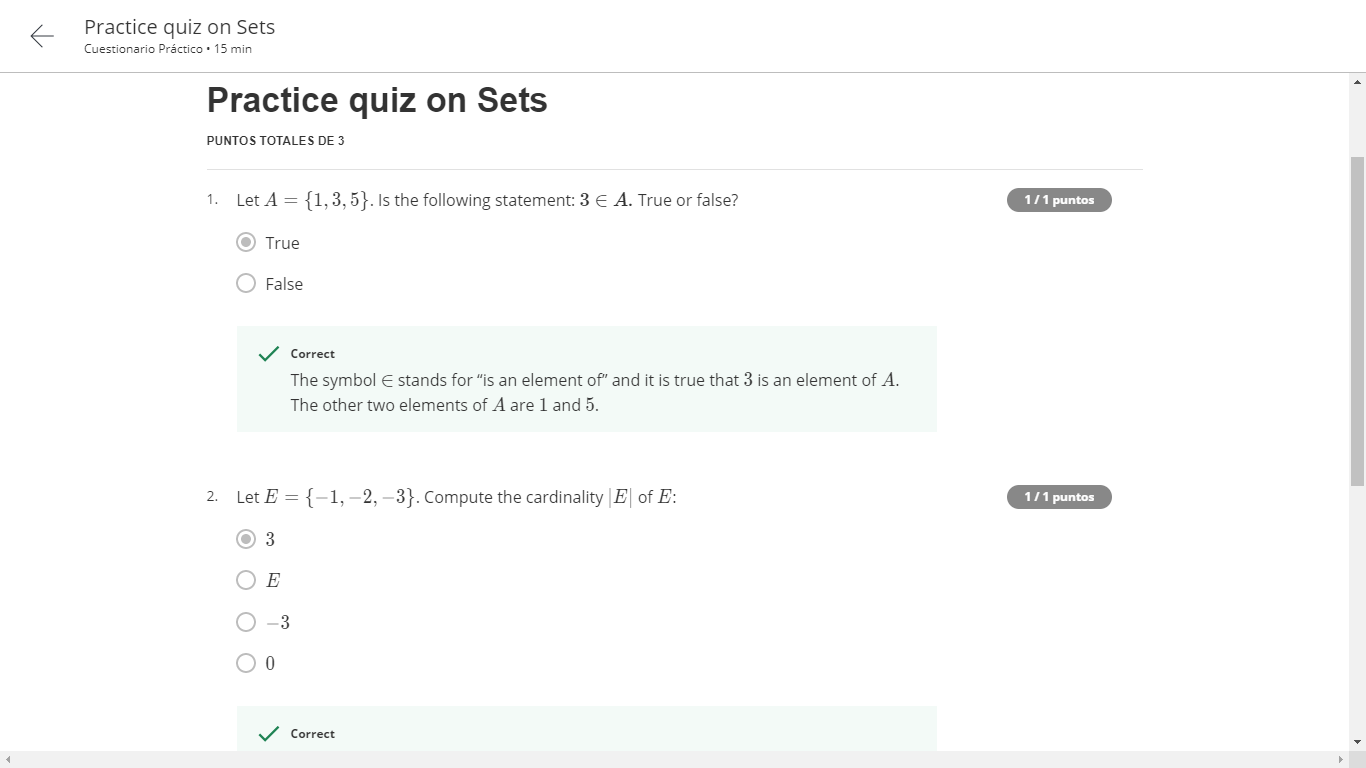 Practice quiz on Sets
Cuestionario Práctico • 15 min
Practice quiz on Sets
PUNTOS TOTALES DE 3
1. Let A = {1, 3, 5}. Is the following statement: 3 ∈ A. True or false?
1 / 1 puntos
True
False
Correct
The symbol ∈ stands for “is an element of” and it is true that 3 is an element of A.
The other two elements of A are 1 and 5.
2. Let E = {−1, −2, −3}. Compute the cardinality |E| of E:
1 / 1 puntos
3
E
−3
0
Correct